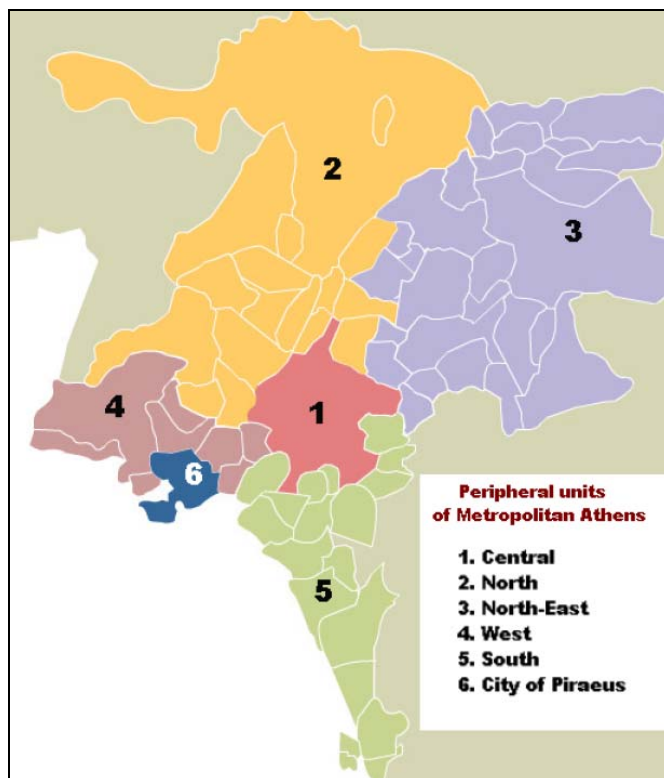 2
3
4
1
6
5
Peripheral units
of Metropolitan Athens
1. Central
2. North
3. North-East
4. West
5. South
6. City of Piraeus